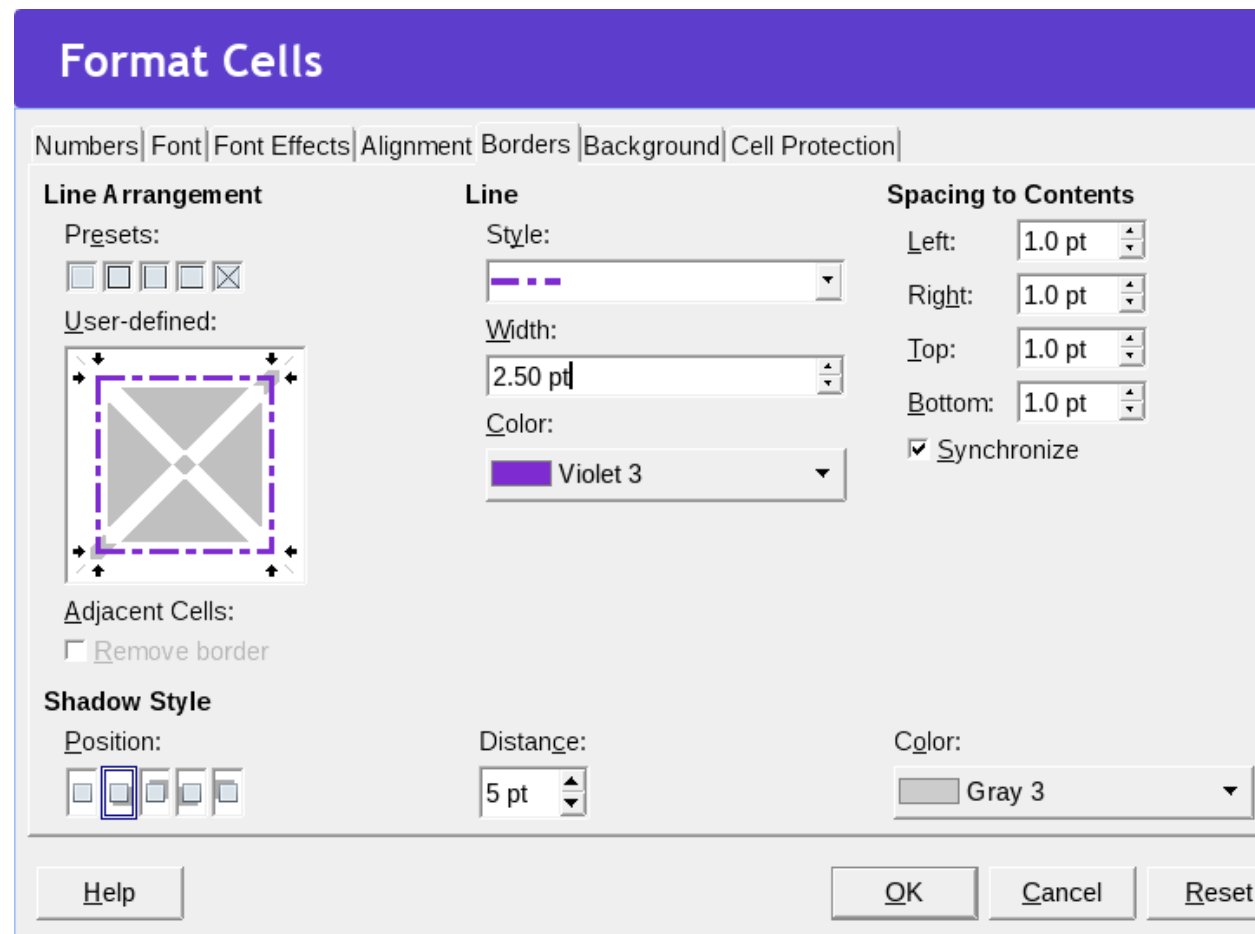 Format Cells
Numbers Font Font Effects Alignment Borders Background Cell Protection
Line Arrangement
Presets:
User-defined:
Adjacent Cells:
Remove border
Line
Style:
Width:
2.50 pt
Color:
Violet 3
Spacing to Contents
Left: 1.0 pt
Right: 1.0 pt
Top: 1.0 pt
Bottom: 1.0 pt
Synchronize
Shadow Style
Position:
Distance:
5 pt
Color:
Gray 3
Help OK Cancel Reset